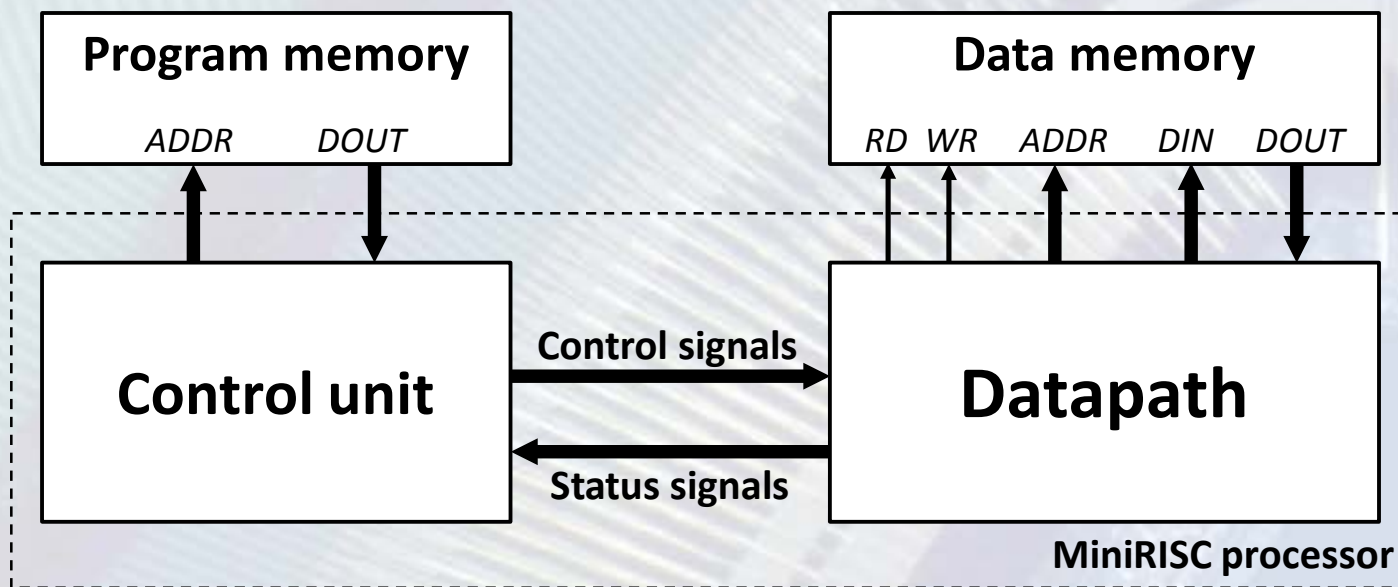 Program memory
ADDR DOUT
Data memory
RD WR ADDR DIN DOUT
Control unit
Control signals
Status signals
Datapath
MiniRISC processor